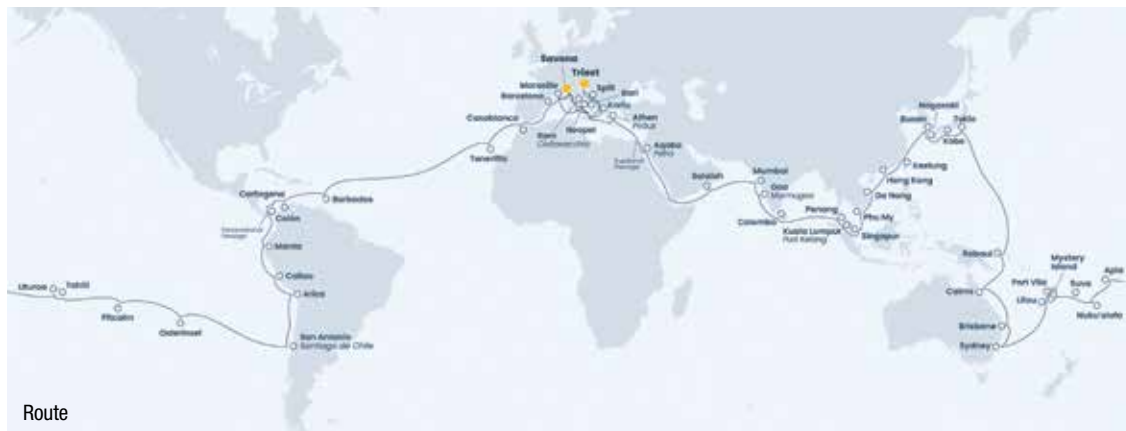 Savona
Triest
Marseille
Split
Barcelona
Bari
Korfu
Casablanca
Rom
Civitavecchia
Neapel
Athen
Piräus
Teneriffa
Aqaba
Petra
Salalah
Mumbai
Goa
Mormugao
Colombo
Penang
Kuala Lumpur
Port Kelang
Singapur
Phu My
Da Nang
Hong Kong
Keelung
Busan
Nagasaki
Kobe
Tokio
Cartagena
Colón
Barbados
Manta
Callao
Arica
San Antonio
Santiago de Chile
Uturoa
Tahiti
Pitcairn
Osterinsel
Rabaul
Cairns
Brisbane
Sydney
Mystery
Island
Port Vila
Lifou
Suva
Apia
Nuku'alofa
Route